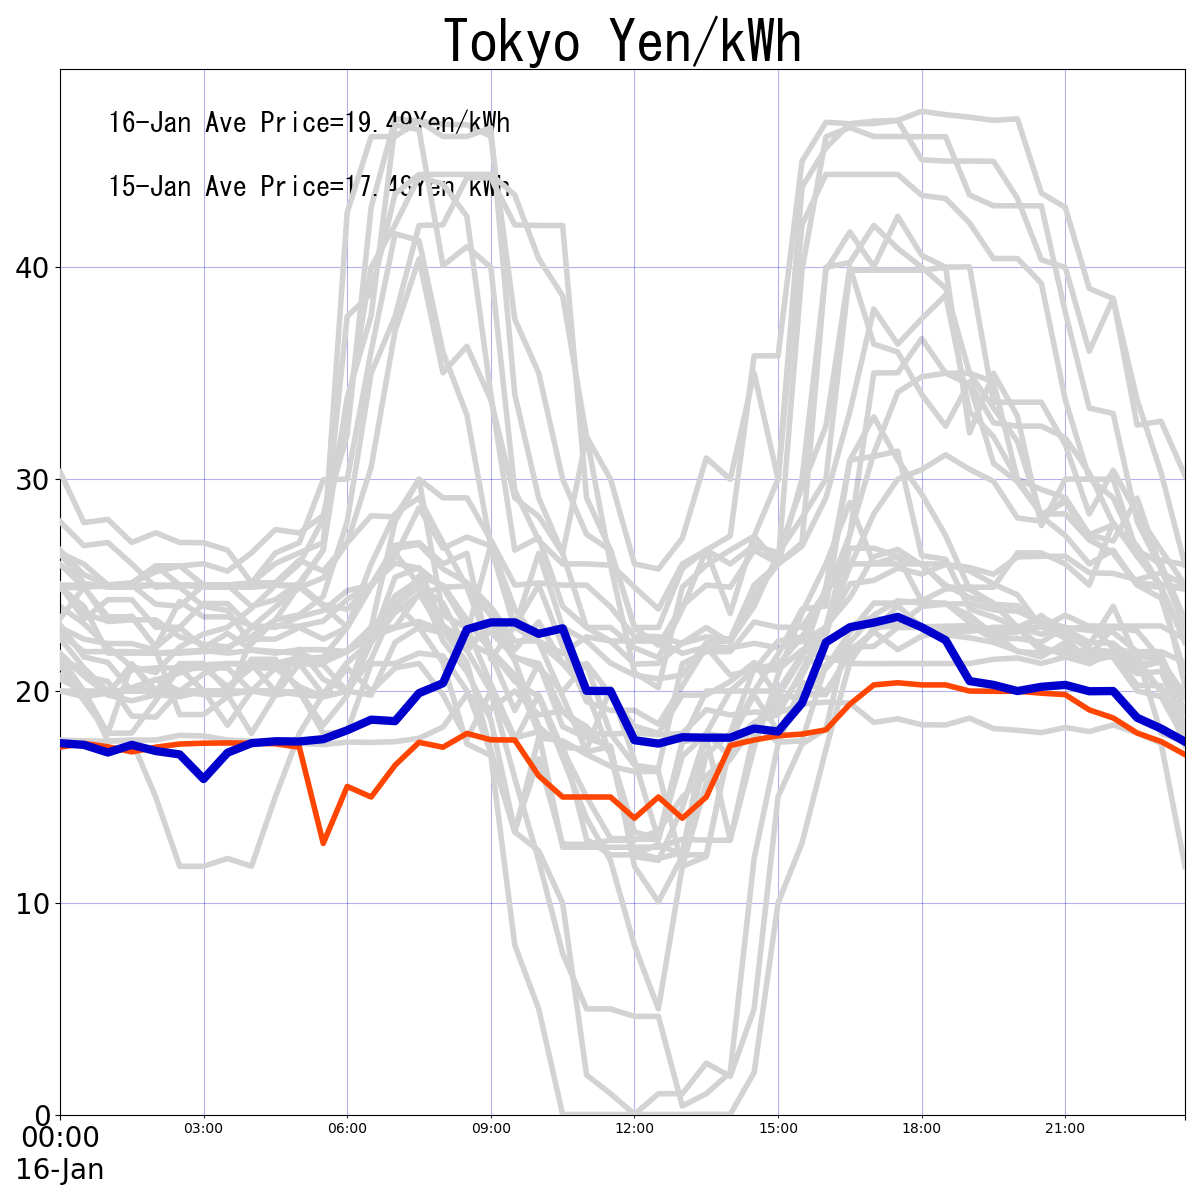 Tokyo Yen/kWh
16-Jan Ave Price=19.49Yen/kWh
15-Jan Ave Price=17.49Yen/kWh
40
30
20
10
0
00:00 03:00 06:00 09:00 12:00 15:00 18:00 21:00
16-Jan